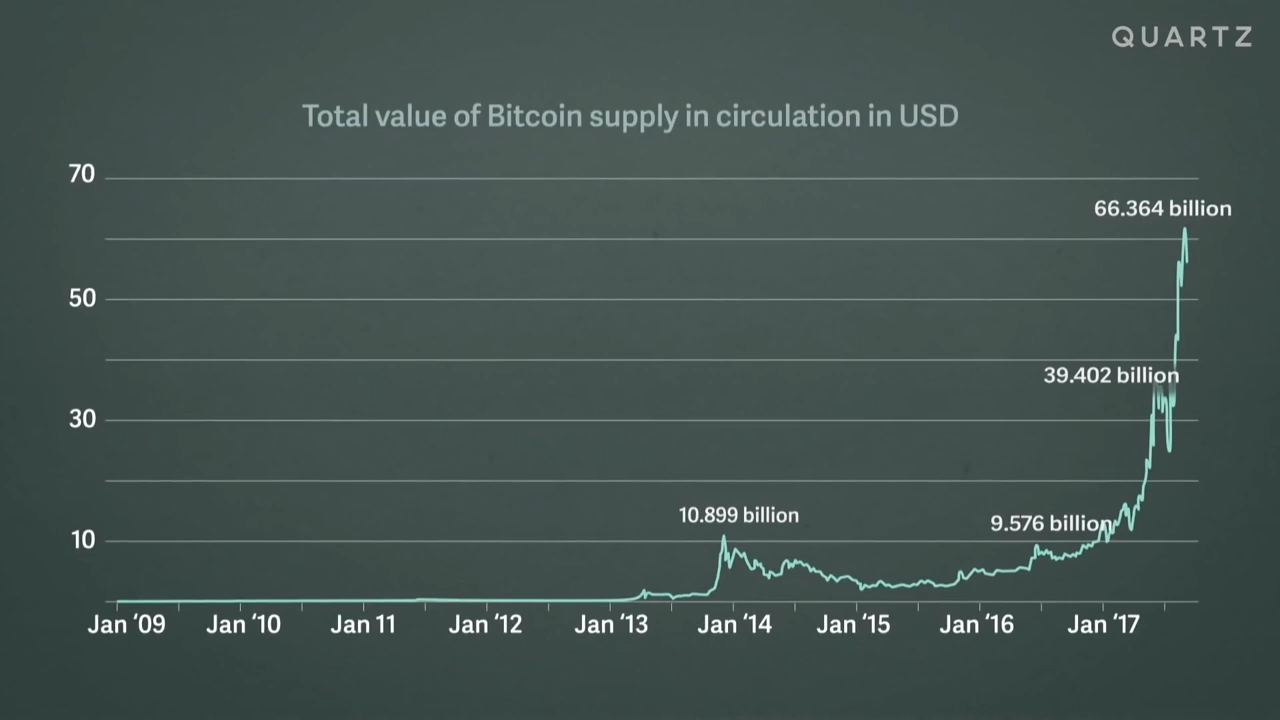 QUARTZ
Total value of Bitcoin supply in circulation in USD
70
66.364 billion
50
39.402 billion
30
10.899 billion
9.576 billion
10
Jan ‘09 Jan ‘10 Jan ‘11 Jan ‘12 Jan ‘13 Jan ‘14 Jan ‘15 Jan ‘16 Jan ‘17